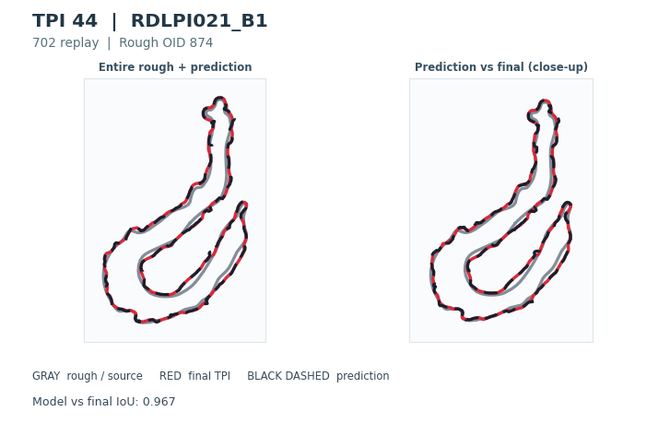 TPI 44 | RDLPI021_B1
702 replay | Rough OID 874
Entire rough + prediction
Prediction vs final (close-up)
GRAY rough / source RED final TPI BLACK DASHED prediction
Model vs final IoU: 0.967